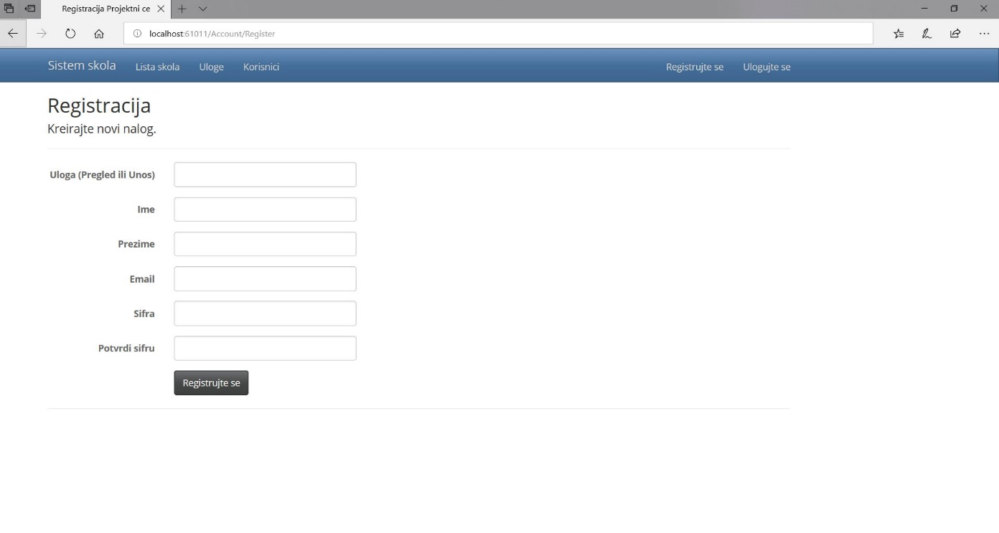 Registracija Projektni ce
localhost:61011/Account/Register
Sistem skola Lista skola Uloge Korisnici Registrujte se Ulogujte se
Registracija
Kreirajte novi nalog.
Uloga (Pregled ili Unos)
Ime
Prezime
Email
Sifra
Potvrdi sifru
Registrujte se